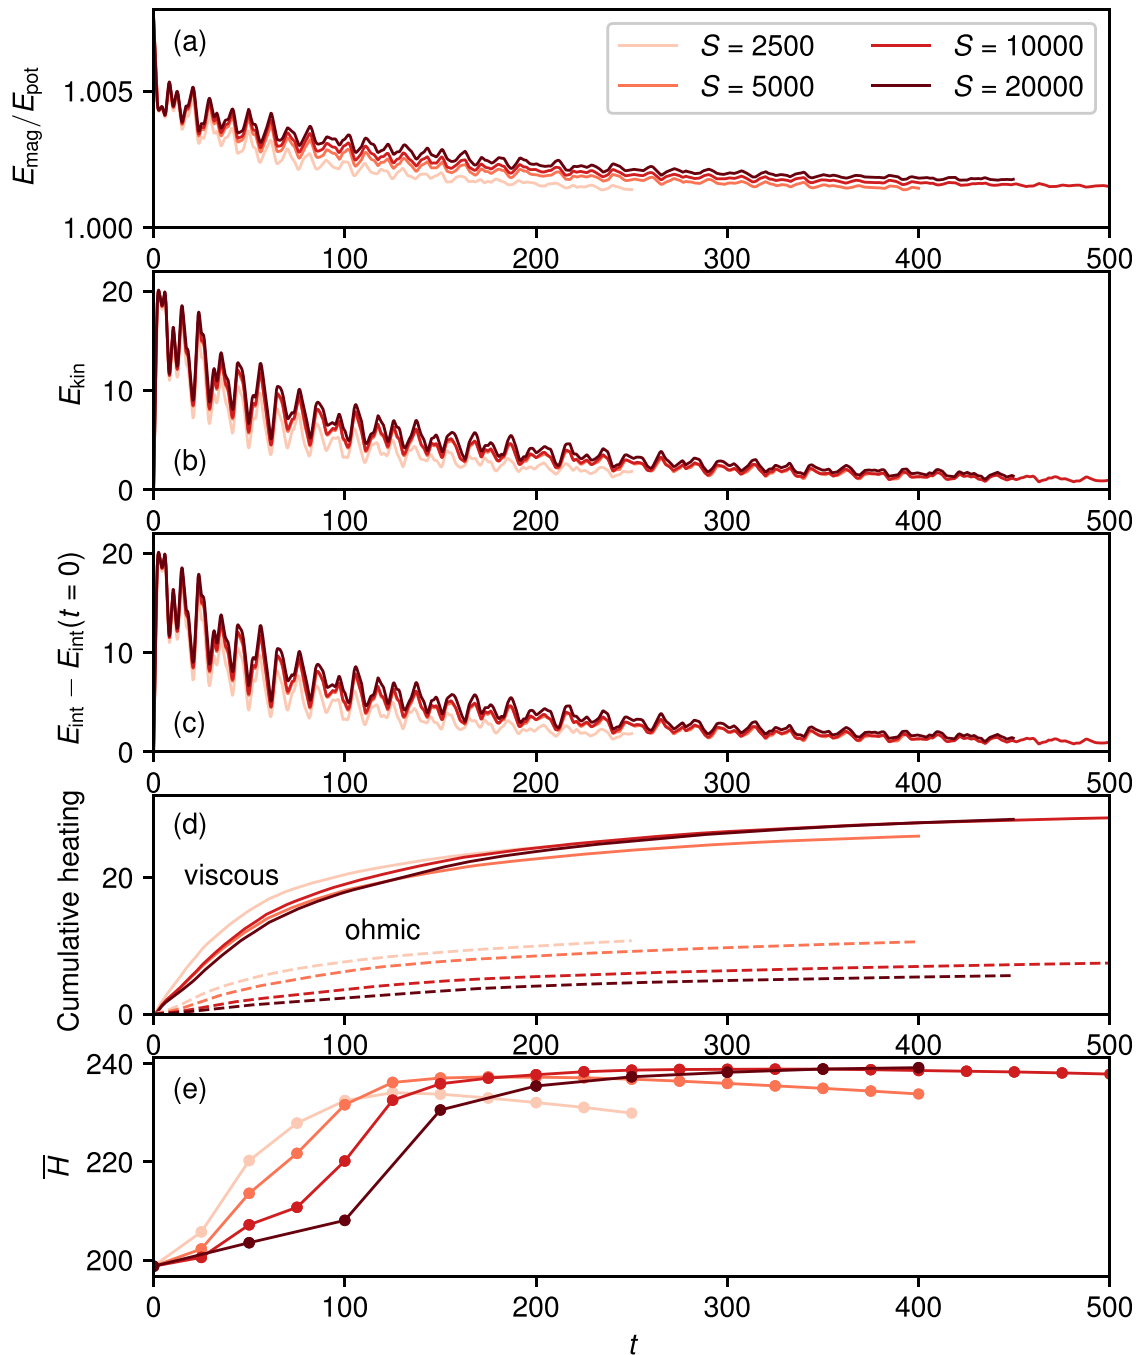 (a)
S = 2500
S = 10000
S = 5000
S = 20000
1.005
1.000
E_mag/E_pot
0 100 200 300 400 500
(b)
20
10
0
E_kin
0 100 200 300 400 500
(c)
20
10
0
E_int − E_int(t = 0)
0 100 200 300 400 500
(d)
viscous
ohmic
20
0
Cumulative heating
0 100 200 300 400 500
(e)
240
220
200
H̅
0 100 200 300 400 500
t